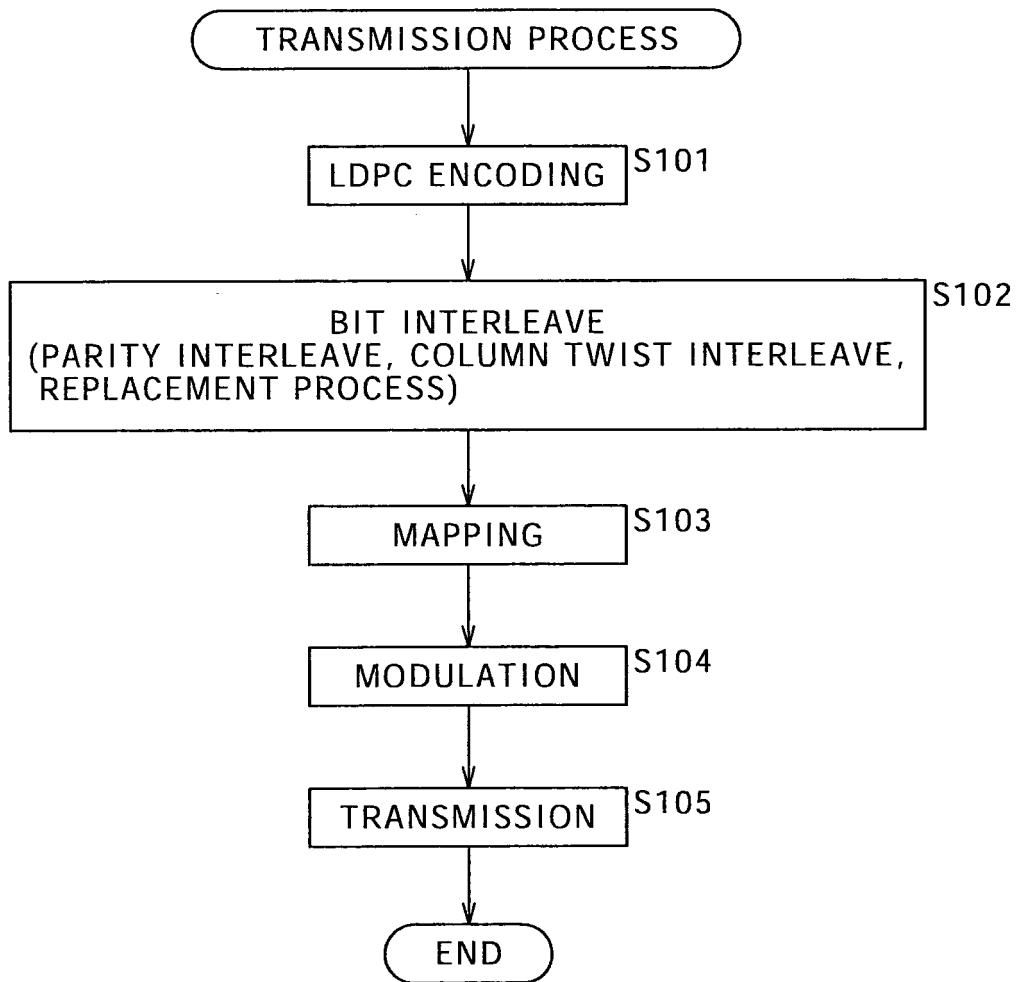 TRANSMISSION PROCESS
LDPC ENCODING
S101
BIT INTERLEAVE
(PARITY INTERLEAVE, COLUMN TWIST INTERLEAVE,
REPLACEMENT PROCESS)
S102
MAPPING
S103
MODULATION
S104
TRANSMISSION
S105
END